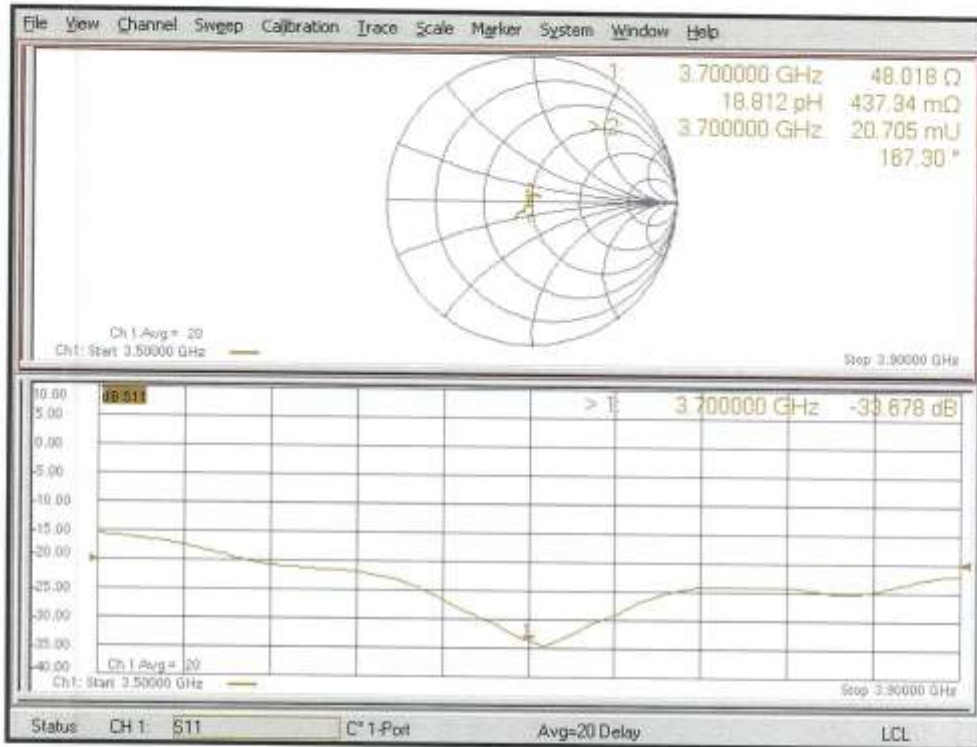 File View Channel Sweep Calibration Trace Scale Marker System Window Help
1: 3.700000 GHz 48.018 Ω
18.812 pH 437.34 mΩ
> 2: 3.700000 GHz 20.705 mU
167.30 °
Ch 1 Avg = 20
Ch1: Start 3.50000 GHz
Stop 3.90000 GHz
10.00
dB S11
> 1: 3.700000 GHz -33.678 dB
5.00
0.00
-5.00
-10.00
-15.00
-20.00
-25.00
-30.00
1
-35.00
-40.00
Ch 1 Avg = 20
Ch1: Start 3.50000 GHz
Stop 3.90000 GHz
Status CH 1: S11 C* 1-Port Avg=20 Delay LCL